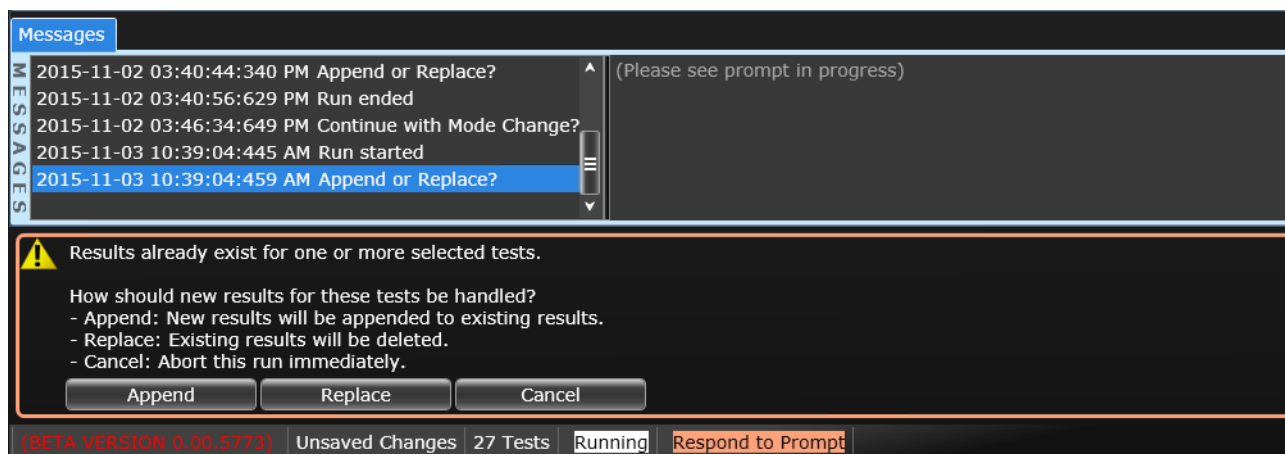 Messages
MESSAGES
2015-11-02 03:40:44:340 PM Append or Replace?
2015-11-02 03:40:56:629 PM Run ended
2015-11-02 03:46:34:649 PM Continue with Mode Change?
2015-11-03 10:39:04:445 AM Run started
2015-11-03 10:39:04:459 AM Append or Replace?
(Please see prompt in progress)
Results already exist for one or more selected tests.
How should new results for these tests be handled?
- Append: New results will be appended to existing results.
- Replace: Existing results will be deleted.
- Cancel: Abort this run immediately.
Append Replace Cancel
(BETA VERSION 0.00.5773) Unsaved Changes 27 Tests Running Respond to Prompt